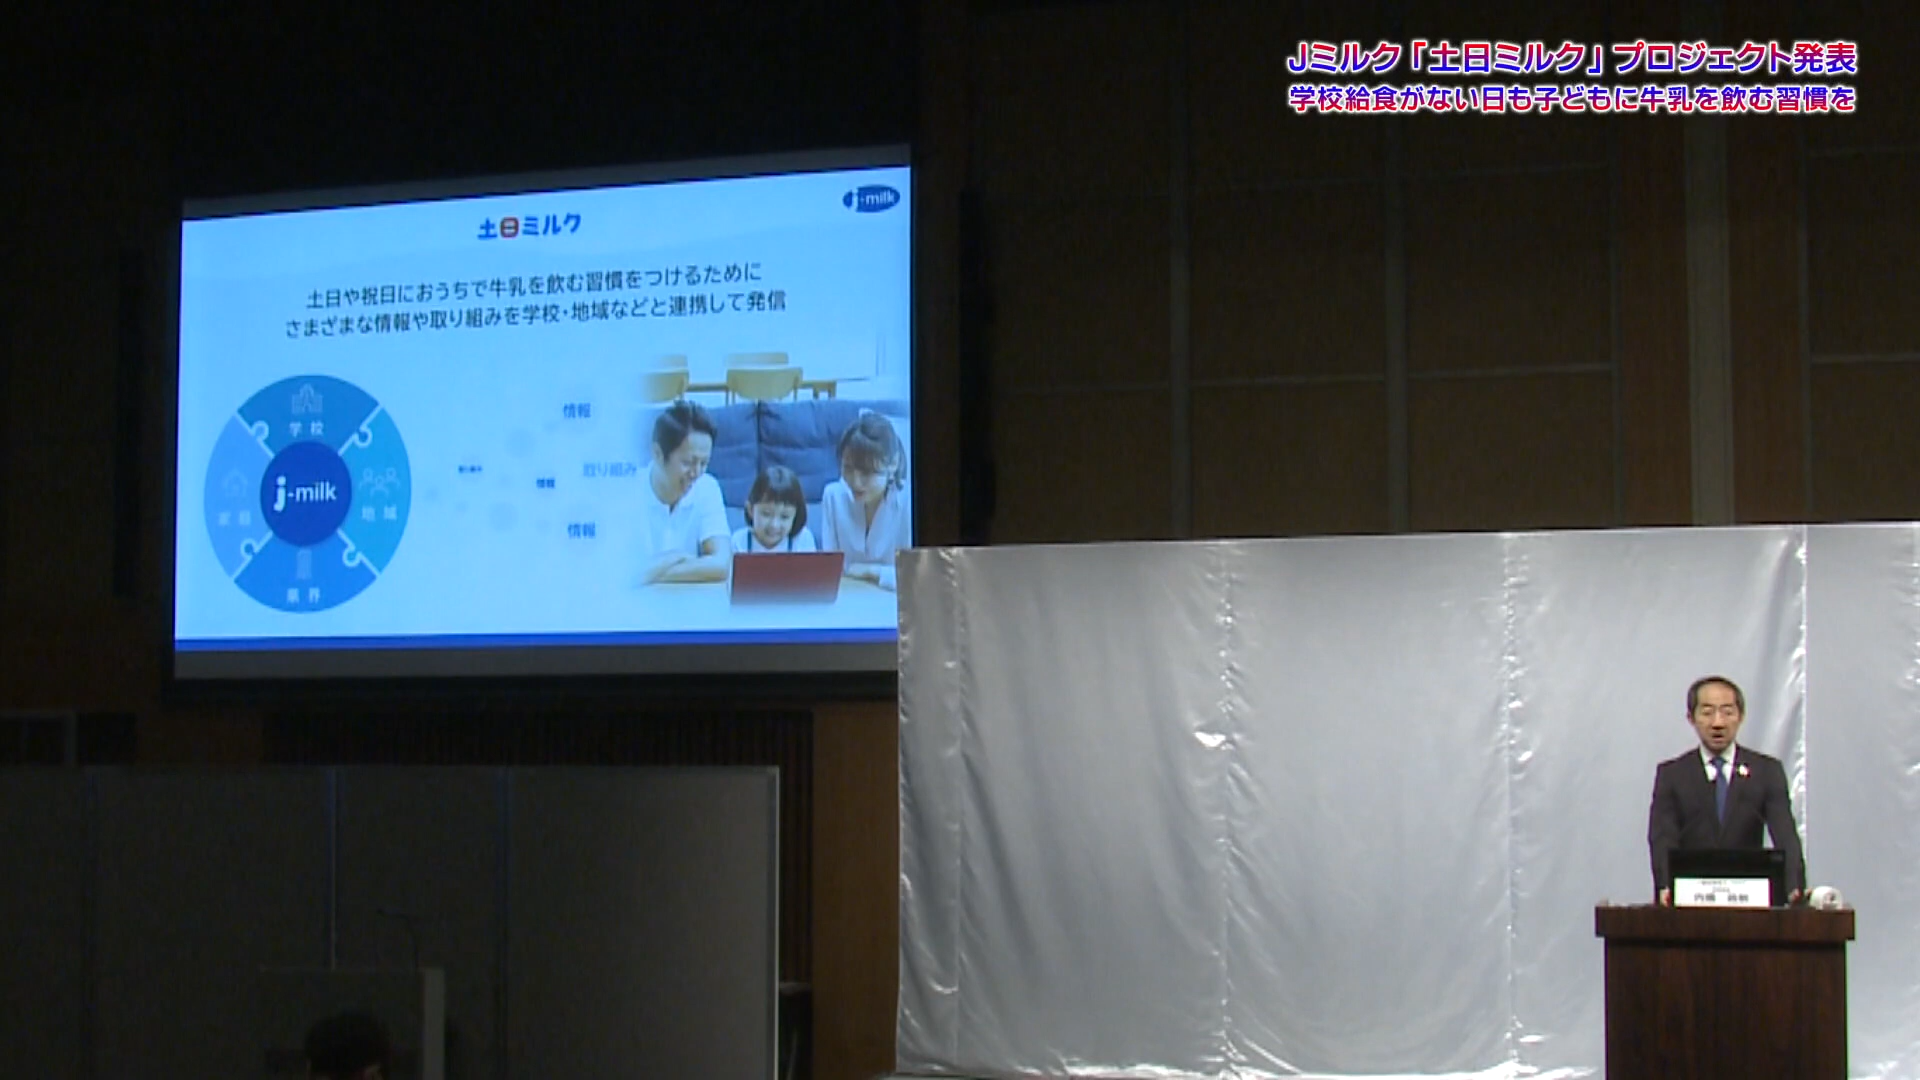 Jミルク「土日ミルク」プロジェクト発表
学校給食がない日も子どもに牛乳を飲む習慣を
j-milk
土日ミルク
土日や祝日におうちで牛乳を飲む習慣をつけるために
さまざまな情報や取り組みを学校・地域などと連携して発信
学校
j-milk
地域
家庭
業界
情報
取り組み
情報
情報